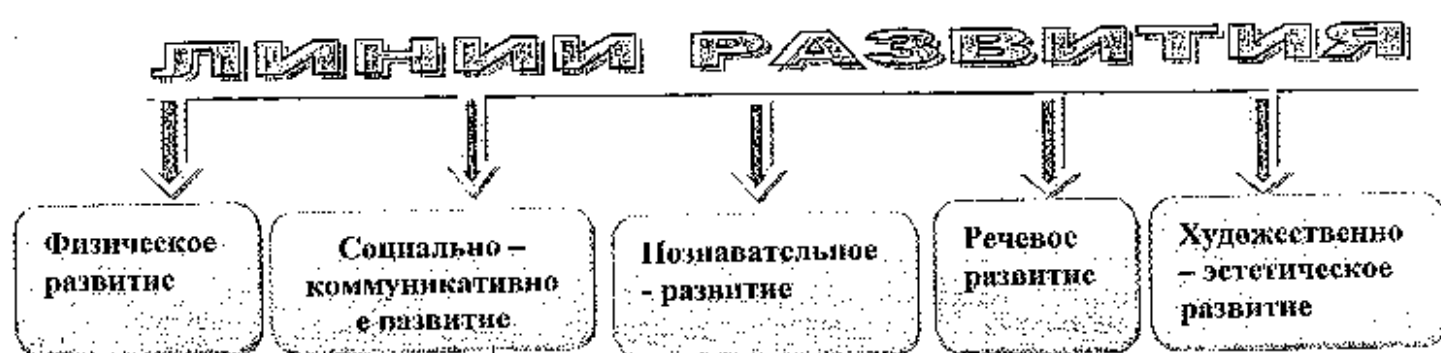 ЛИНИИ РАЗВИТИЯ
Физическое
развитие
Социально –
коммуникативно
е развитие
Познавательное
- развитие
Речевое
развитие
Художественно
– эстетическое
развитие